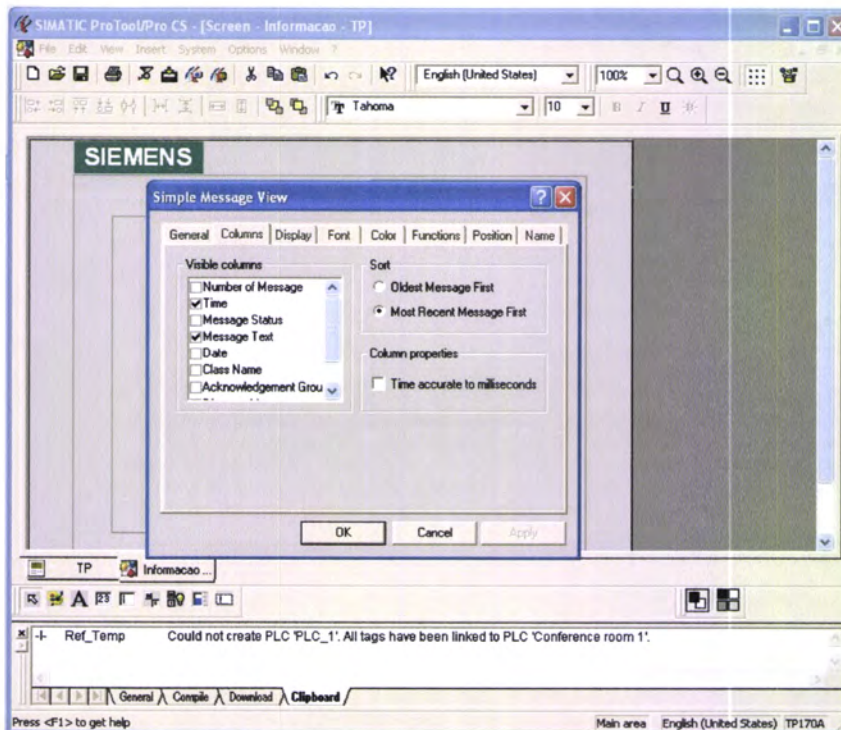 SIMATIC ProTool/Pro CS - [Screen - Informacao - TP]
File Edit View Insert System Options Window ?
English (United States) 100%
Tahoma 10 B I U
SIEMENS
Simple Message View
General Columns Display Font Color Functions Position Name
Visible columns
Number of Message
Time
Message Status
Message Text
Date
Class Name
Acknowledgement Grou
Sort
Oldest Message First
Most Recent Message First
Column properties
Time accurate to milliseconds
OK Cancel Apply
TP Informacao ...
Ref_Temp Could not create PLC 'PLC_1'. All tags have been linked to PLC 'Conference room 1'.
General Compile Download Clipboard
Press <F1> to get help Main area English (United States) TP170A